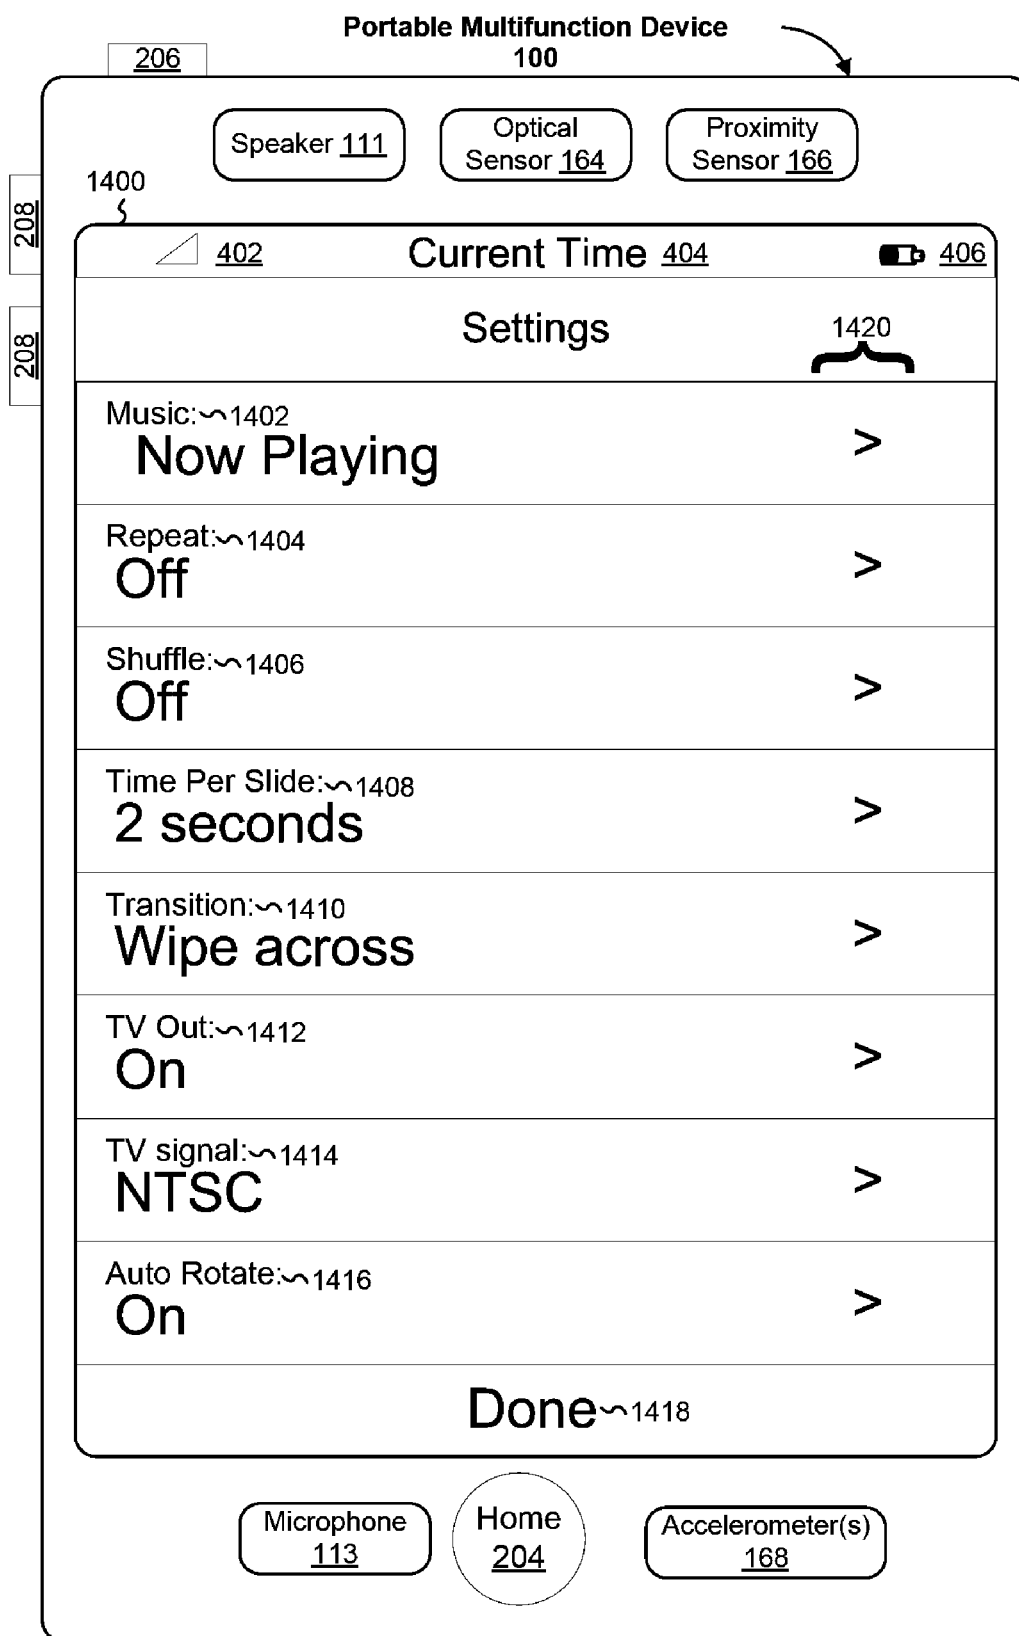 Portable Multifunction Device
100
206
Speaker 111
Optical
Sensor 164
Proximity
Sensor 166
1400
208
208
402
Current Time 404
406
Settings
1420
Music: 1402
Now Playing
>
Repeat: 1404
Off
>
Shuffle: 1406
Off
>
Time Per Slide: 1408
2 seconds
>
Transition: 1410
Wipe across
>
TV Out: 1412
On
>
TV signal: 1414
NTSC
>
Auto Rotate: 1416
On
>
Done 1418
Microphone
113
Home
204
Accelerometer(s)
168